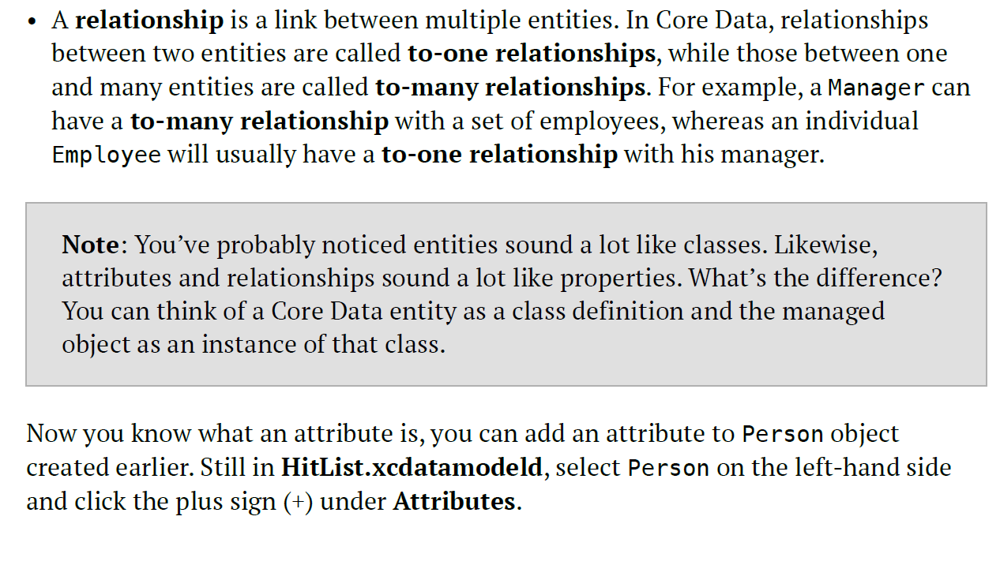 • A relationship is a link between multiple entities. In Core Data, relationships
between two entities are called to-one relationships, while those between one
and many entities are called to-many relationships. For example, a Manager can
have a to-many relationship with a set of employees, whereas an individual
Employee will usually have a to-one relationship with his manager.
Note: You’ve probably noticed entities sound a lot like classes. Likewise,
attributes and relationships sound a lot like properties. What’s the difference?
You can think of a Core Data entity as a class definition and the managed
object as an instance of that class.
Now you know what an attribute is, you can add an attribute to Person object
created earlier. Still in HitList.xcdatamodeld, select Person on the left-hand side
and click the plus sign (+) under Attributes.